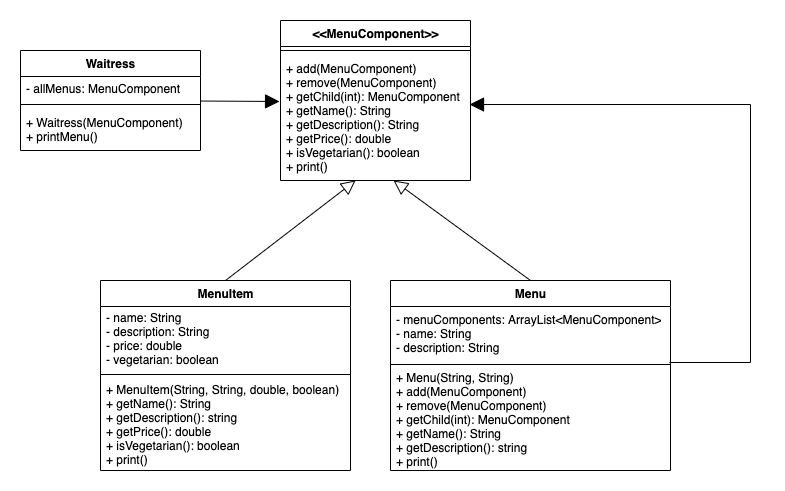 <<MenuComponent>>
+ add(MenuComponent)
+ remove(MenuComponent)
+ getChild(int): MenuComponent
+ getName(): String
+ getDescription(): String
+ getPrice(): double
+ isVegetarian(): boolean
+ print()
Waitress
- allMenus: MenuComponent
+ Waitress(MenuComponent)
+ printMenu()
MenuItem
- name: String
- description: String
- price: double
- vegetarian: boolean
+ MenuItem(String, String, double, boolean)
+ getName(): String
+ getDescription(): string
+ getPrice(): double
+ isVegetarian(): boolean
+ print()
Menu
- menuComponents: ArrayList<MenuComponent>
- name: String
- description: String
+ Menu(String, String)
+ add(MenuComponent)
+ remove(MenuComponent)
+ getChild(int): MenuComponent
+ getName(): String
+ getDescription(): string
+ print()